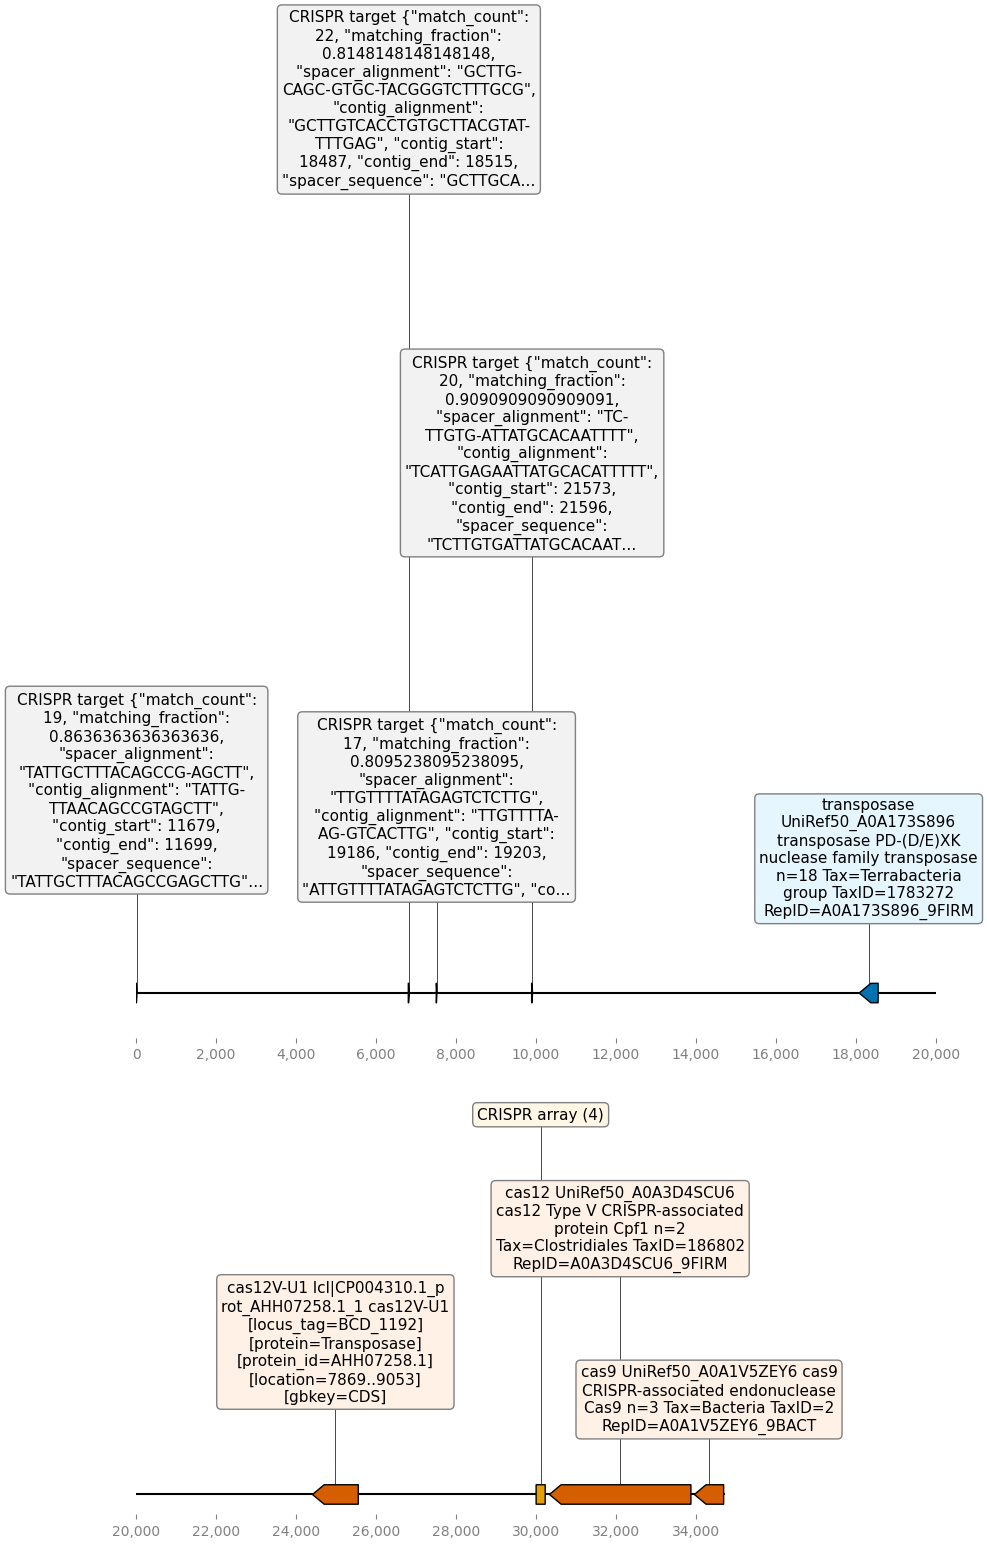 CRISPR target {"match_count":
22, "matching_fraction":
0.8148148148148148,
"spacer_alignment": "GCTTG-
CAGC-GTGC-TACGGGTCTTTGCG",
"contig_alignment":
"GCTTGTCACCTGTGCTTACGTAT-
TTTGAG", "contig_start":
18487, "contig_end": 18515,
"spacer_sequence": "GCTTGCA...
CRISPR target {"match_count":
20, "matching_fraction":
0.9090909090909091,
"spacer_alignment": "TC-
TTGTG-ATTATGCACAATTTT",
"contig_alignment":
"TCATTGAGAATTATGCACATTTTT",
"contig_start": 21573,
"contig_end": 21596,
"spacer_sequence":
"TCTTGTGATTATGCACAAT...
CRISPR target {"match_count":
19, "matching_fraction":
0.8636363636363636,
"spacer_alignment":
"TATTGCTTTACAGCCG-AGCTT",
"contig_alignment": "TATTG-
TTAACAGCCGTAGCTT",
"contig_start": 11679,
"contig_end": 11699,
"spacer_sequence":
"TATTGCTTTACAGCCGAGCTTG"...
CRISPR target {"match_count":
17, "matching_fraction":
0.8095238095238095,
"spacer_alignment":
"TTGTTTTATAGAGTCTCTTG",
"contig_alignment": "TTGTTTTA-
AG-GTCACTTG", "contig_start":
19186, "contig_end": 19203,
"spacer_sequence":
"ATTGTTTTATAGAGTCTCTTG", "co...
transposase
UniRef50_A0A173S896
transposase PD-(D/E)XK
nuclease family transposase
n=18 Tax=Terrabacteria
group TaxID=1783272
RepID=A0A173S896_9FIRM
0 2,000 4,000 6,000 8,000 10,000 12,000 14,000 16,000 18,000 20,000
CRISPR array (4)
cas12 UniRef50_A0A3D4SCU6
cas12 Type V CRISPR-associated
protein Cpf1 n=2
Tax=Clostridiales TaxID=186802
RepID=A0A3D4SCU6_9FIRM
cas12V-U1 lcl|CP004310.1_p
rot_AHH07258.1_1 cas12V-U1
[locus_tag=BCD_1192]
[protein=Transposase]
[protein_id=AHH07258.1]
[location=7869..9053]
[gbkey=CDS]
cas9 UniRef50_A0A1V5ZEY6 cas9
CRISPR-associated endonuclease
Cas9 n=3 Tax=Bacteria TaxID=2
RepID=A0A1V5ZEY6_9BACT
20,000 22,000 24,000 26,000 28,000 30,000 32,000 34,000